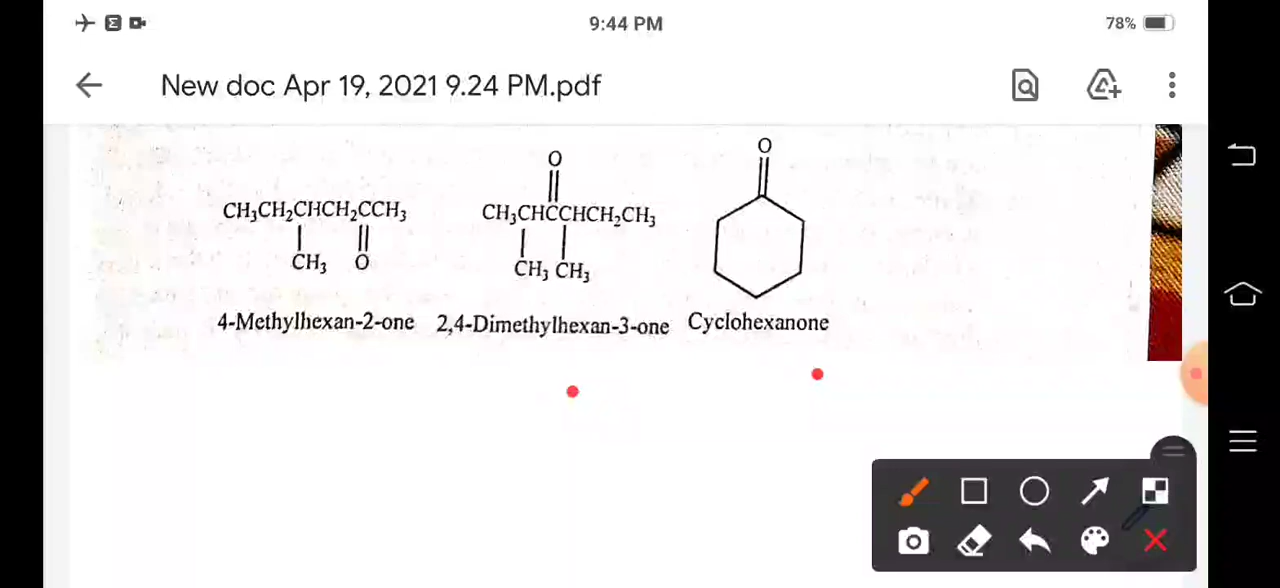 9:44 PM
78%
New doc Apr 19, 2021 9.24 PM.pdf
O
O
CH₃CH₂CHCH₂CCH₃
CH₃CHCCHCH₂CH₃
CH₃ O
CH₃ CH₃
4-Methylhexan-2-one 2,4-Dimethylhexan-3-one Cyclohexanone